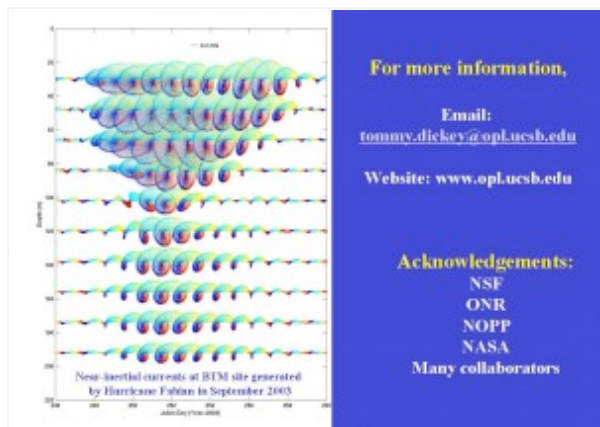 For more information,
Email:
tommy.dickey@opl.ucsb.edu
Website: www.opl.ucsb.edu
Acknowledgements:
NSF
ONR
NOPP
NASA
Many collaborators
Near-inertial currents at BTM site generated
by Hurricane Fabian in September 2003